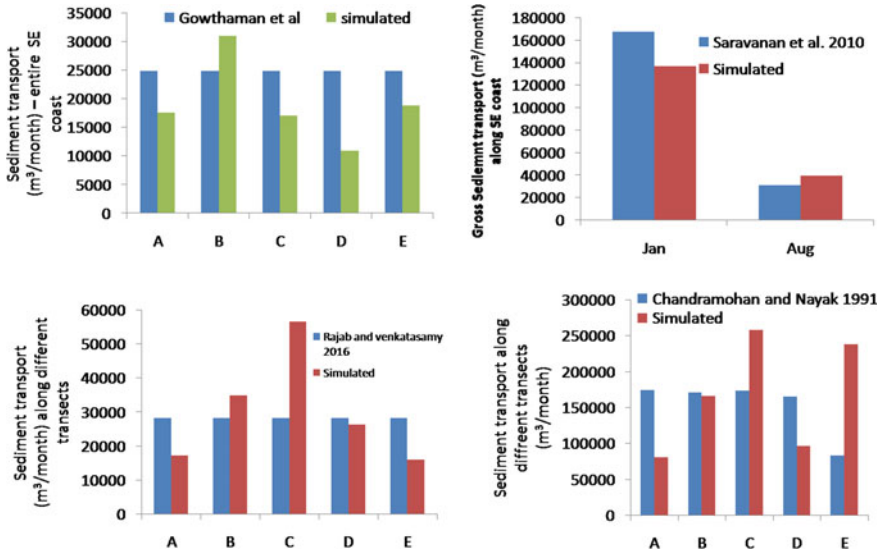 Sediment transport
(m³/month) – entire SE
coast
35000
30000
25000
20000
15000
10000
5000
0
Gowthaman et al
simulated
A B C D E
Gross Sedlemnt transport (m³/month)
along SE coast
180000
160000
140000
120000
100000
80000
60000
40000
20000
0
Saravanan et al. 2010
Simulated
Jan Aug
Sediment transport
(m³/month) along different
transects
60000
50000
40000
30000
20000
10000
0
Rajab and venkatasamy
2016
Simulated
A B C D E
Sediment transport along
diffreent transects
(m³/month)
300000
250000
200000
150000
100000
50000
0
Chandramohan and Nayak 1991
Simulated
A B C D E